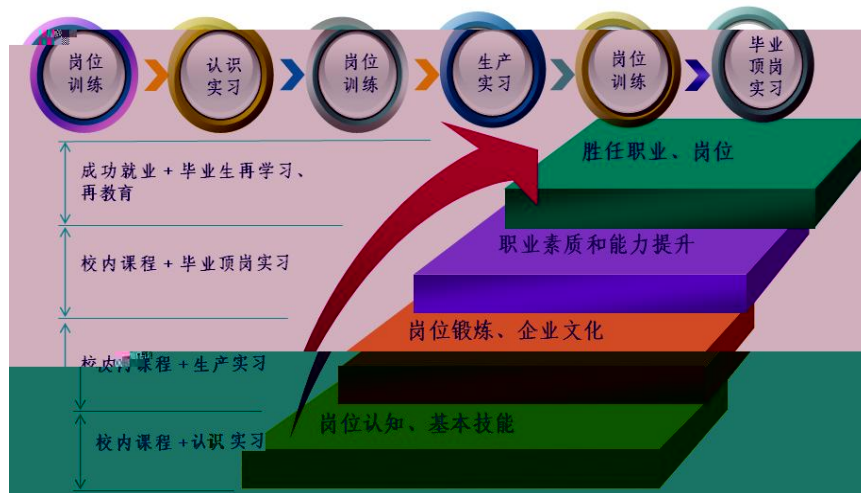 岗位
训练
认识
实习
岗位
训练
生产
实习
岗位
训练
毕业
顶岗
实习
成功就业+毕业生再学习、
再教育
校内课程+毕业顶岗实习
校内课程+生产实习
校内课程+认识实习
胜任职业、岗位
职业素质和能力提升
岗位锻炼、企业文化
岗位认知、基本技能